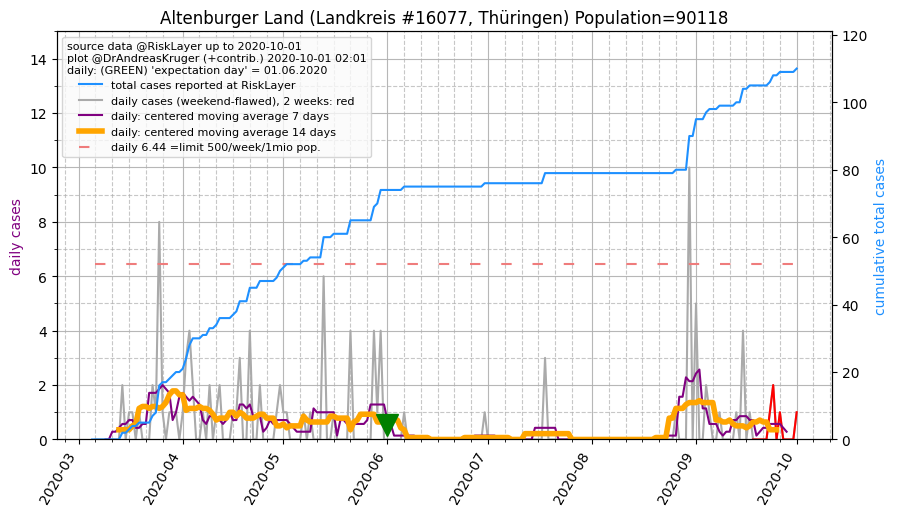 Altenburger Land (Landkreis #16077, Thüringen) Population=90118
source data @RiskLayer up to 2020-10-01
plot @DrAndreasKruger (+contrib.) 2020-10-01 02:01
daily: (GREEN) 'expectation day' = 01.06.2020
total cases reported at RiskLayer
daily cases (weekend-flawed), 2 weeks: red
daily: centered moving average 7 days
daily: centered moving average 14 days
daily 6.44 =limit 500/week/1mio pop.
daily cases
14
12
10
8
6
4
2
0
cumulative total cases
120
100
80
60
40
20
0
2020-03
2020-04
2020-05
2020-06
2020-07
2020-08
2020-09
2020-10